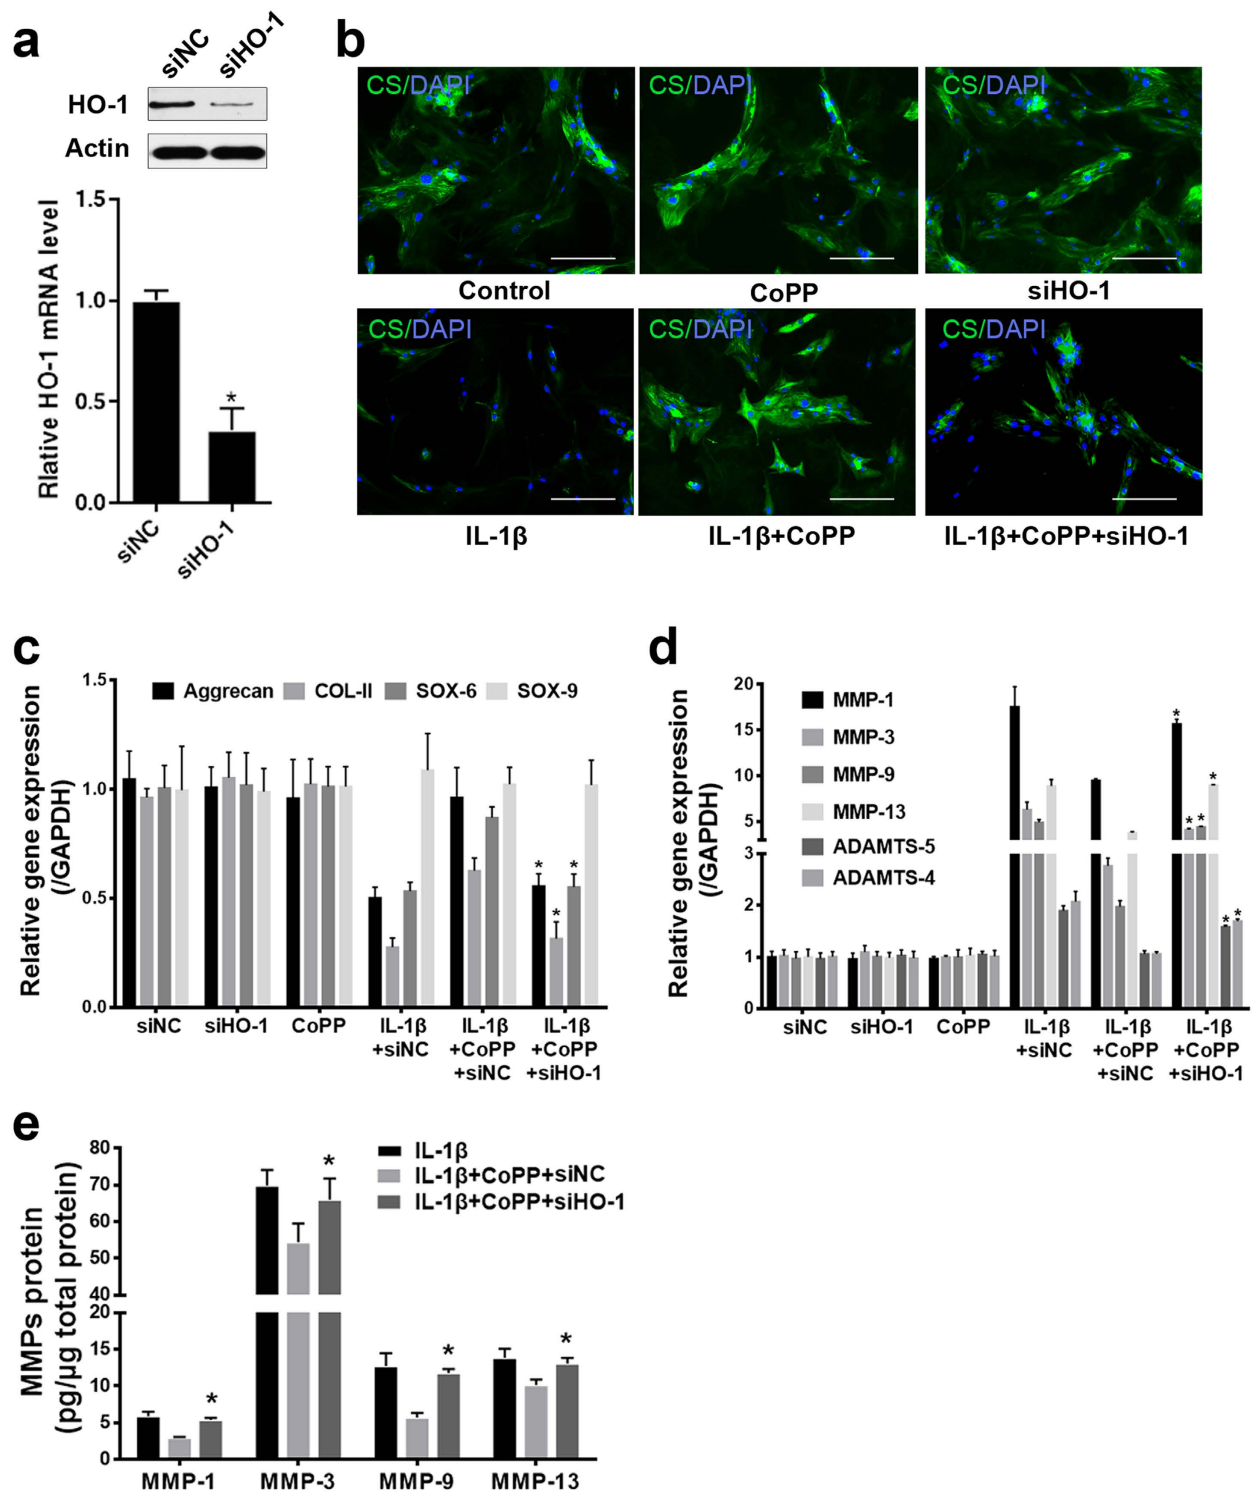 a
siNC
siHO-1
HO-1
Actin
Rlative HO-1 mRNA level
1.5
1.0
0.5
0.0
*
siNC
siHO-1
b
CS/DAPI
CS/DAPI
CS/DAPI
Control
CoPP
siHO-1
CS/DAPI
CS/DAPI
CS/DAPI
IL-1β
IL-1β+CoPP
IL-1β+CoPP+siHO-1
c
Relative gene expression
(/GAPDH)
1.5
1.0
0.5
0.0
Aggrecan
COL-II
SOX-6
SOX-9
*
*
*
siNC
siHO-1
CoPP
IL-1β
+siNC
IL-1β
+CoPP
+siNC
IL-1β
+CoPP
+siHO-1
d
Relative gene expression
(/GAPDH)
20
15
10
5
3
2
1
0
MMP-1
MMP-3
MMP-9
MMP-13
ADAMTS-5
ADAMTS-4
*
*
*
*
*
*
siNC
siHO-1
CoPP
IL-1β
+siNC
IL-1β
+CoPP
+siNC
IL-1β
+CoPP
+siHO-1
e
MMPs protein
(pg/μg total protein)
80
70
60
50
40
20
15
10
5
0
IL-1β
IL-1β+CoPP+siNC
IL-1β+CoPP+siHO-1
*
*
*
*
MMP-1
MMP-3
MMP-9
MMP-13